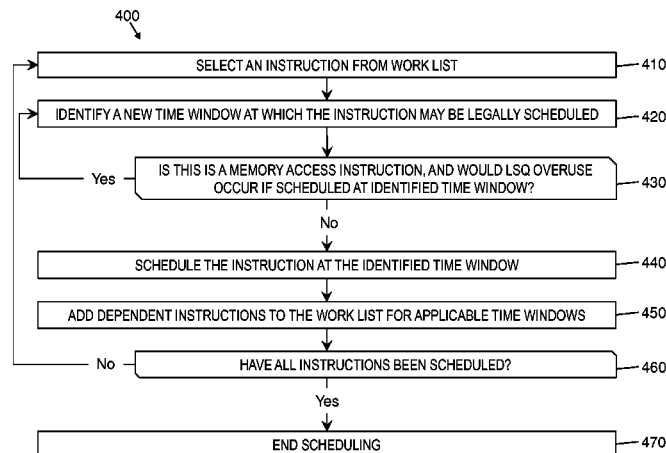 400
SELECT AN INSTRUCTION FROM WORK LIST
410
IDENTIFY A NEW TIME WINDOW AT WHICH THE INSTRUCTION MAY BE LEGALLY SCHEDULED
420
IS THIS IS A MEMORY ACCESS INSTRUCTION, AND WOULD LSQ OVERUSE
OCCUR IF SCHEDULED AT IDENTIFIED TIME WINDOW?
430
Yes
No
SCHEDULE THE INSTRUCTION AT THE IDENTIFIED TIME WINDOW
440
ADD DEPENDENT INSTRUCTIONS TO THE WORK LIST FOR APPLICABLE TIME WINDOWS
450
No
HAVE ALL INSTRUCTIONS BEEN SCHEDULED?
460
Yes
END SCHEDULING
470